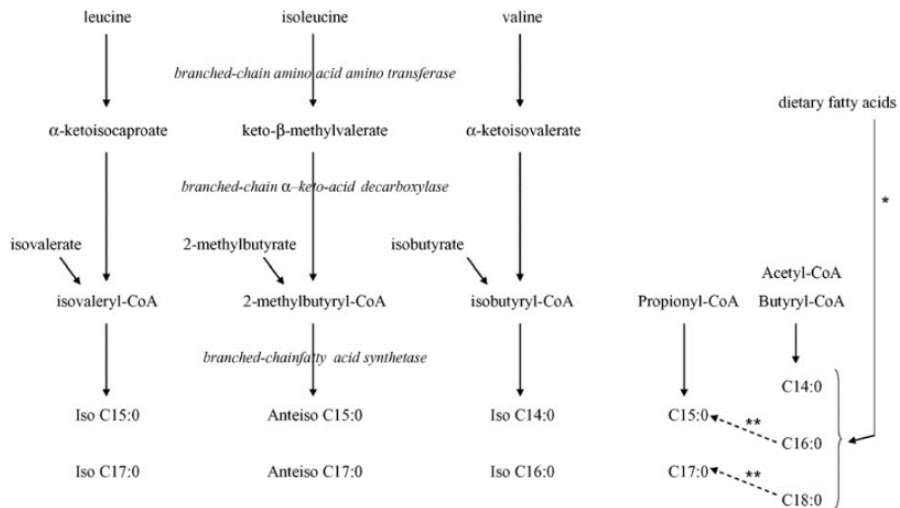 leucine isoleucine valine
branched-chain amino acid amino transferase
dietary fatty acids
α-ketoisocaproate keto-β-methylvalerate α-ketoisovalerate
branched-chain α–keto-acid decarboxylase
*
isovalerate 2-methylbutyrate isobutyrate
Acetyl-CoA
isovaleryl-CoA 2-methylbutyryl-CoA isobutyryl-CoA Propionyl-CoA Butyryl-CoA
branched-chainfatty acid synthetase
C14:0
Iso C15:0 Anteiso C15:0 Iso C14:0 C15:0 **
C16:0
Iso C17:0 Anteiso C17:0 Iso C16:0 C17:0 **
C18:0